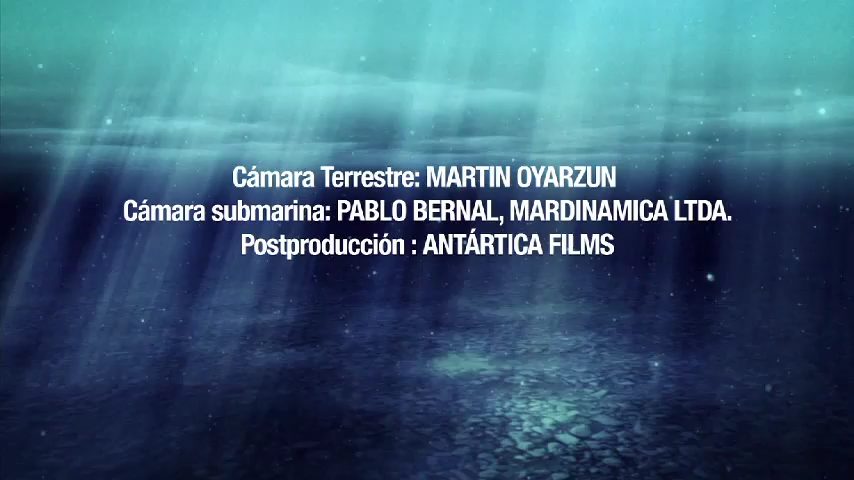 Cámara Terrestre: MARTIN OYARZUN
Cámara submarina: PABLO BERNAL, MARDINAMICA LTDA.
Postproducción : ANTÁRTICA FILMS